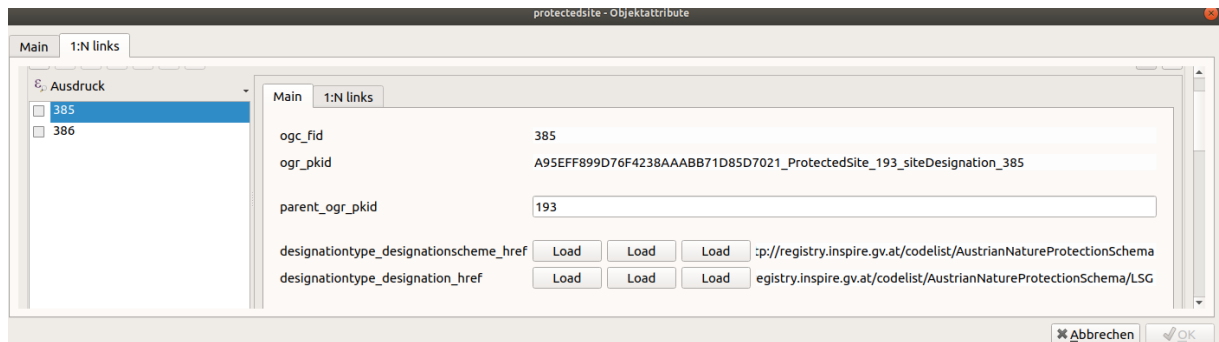 protectedsite - Objektattribute
Main 1:N links
Ausdruck
385
386
Main 1:N links
ogc_fid 385
ogr_pkid A95EFF899D76F4238AAABB71D85D7021_ProtectedSite_193_siteDesignation_385
parent_ogr_pkid 193
designationtype_designationscheme_href Load Load Load :p://registry.inspire.gv.at/codelist/AustrianNatureProtectionSchema
designationtype_designation_href Load Load Load egistry.inspire.gv.at/codelist/AustrianNatureProtectionSchema/LSG
Abbrechen OK